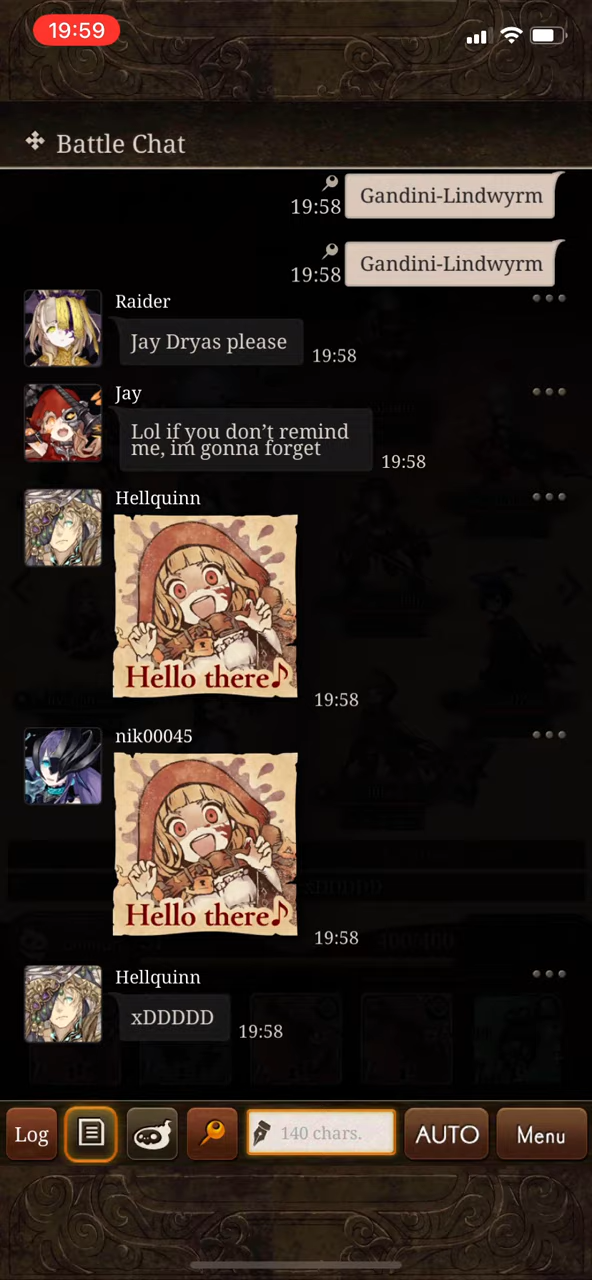 19:59
Battle Chat
19:58 Gandini-Lindwyrm
19:58 Gandini-Lindwyrm
Raider
Jay Dryas please 19:58
Jay
Lol if you don't remind
me, im gonna forget
19:58
Hellquinn
Hello there♪
19:58
nik00045
Hello there♪
19:58
Hellquinn
xDDDDD 19:58
Log
140 chars.
AUTO
Menu